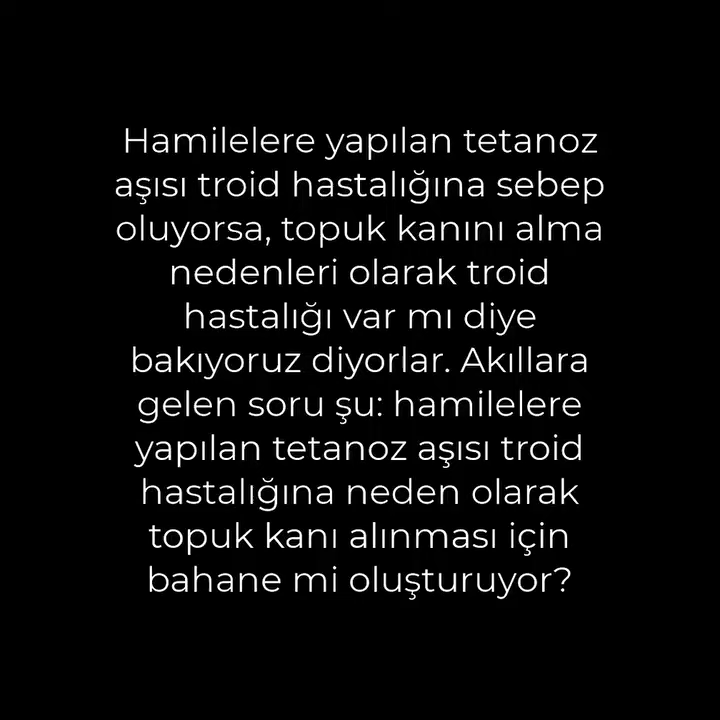 Hamilelere yapılan tetanoz
aşısı troid hastalığına sebep
oluyorsa, topuk kanını alma
nedenleri olarak troid
hastalığı var mı diye
bakıyoruz diyorlar. Akıllara
gelen soru şu: hamilelere
yapılan tetanoz aşısı troid
hastalığına neden olarak
topuk kanı alınması için
bahane mi oluşturuyor?